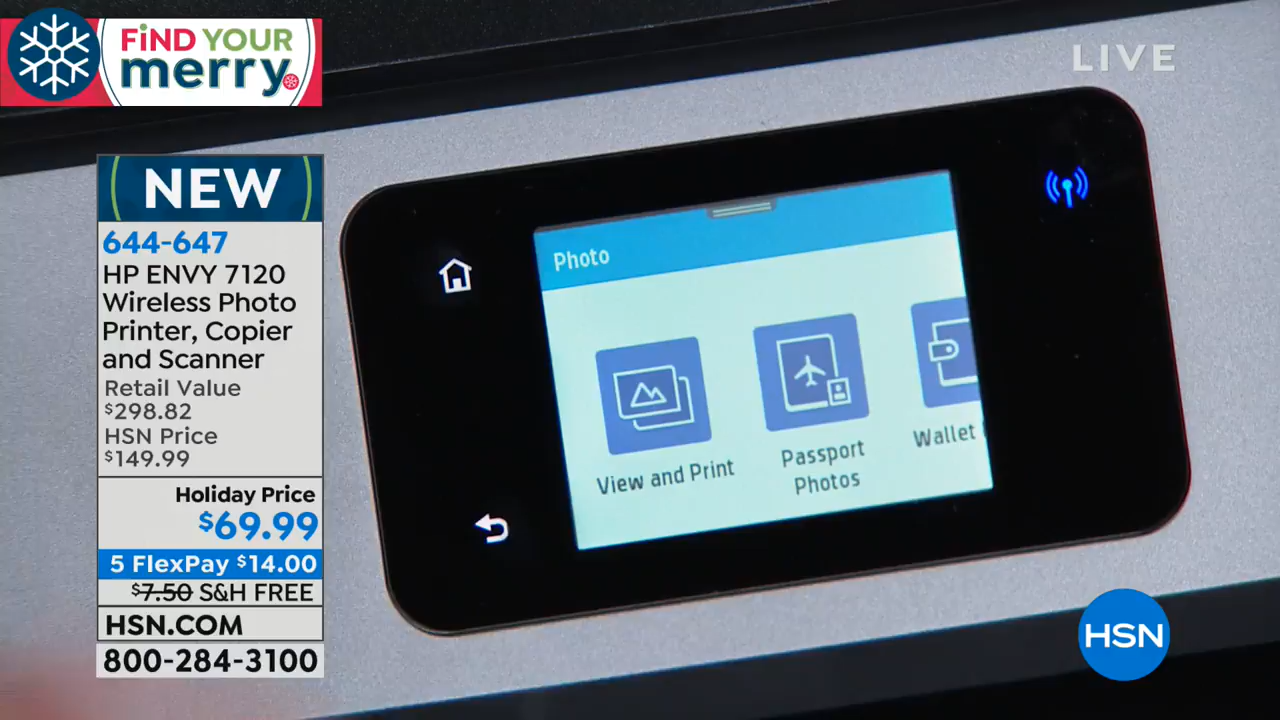 FiND YOUR
merry.
LIVE
NEW
644-647
HP ENVY 7120
Wireless Photo
Printer, Copier
and Scanner
Retail Value
$298.82
HSN Price
$149.99
Holiday Price
$69.99
5 FlexPay $14.00
$7.50 S&H FREE
HSN.COM
800-284-3100
Photo
View and Print
Passport
Photos
Wallet
HSN